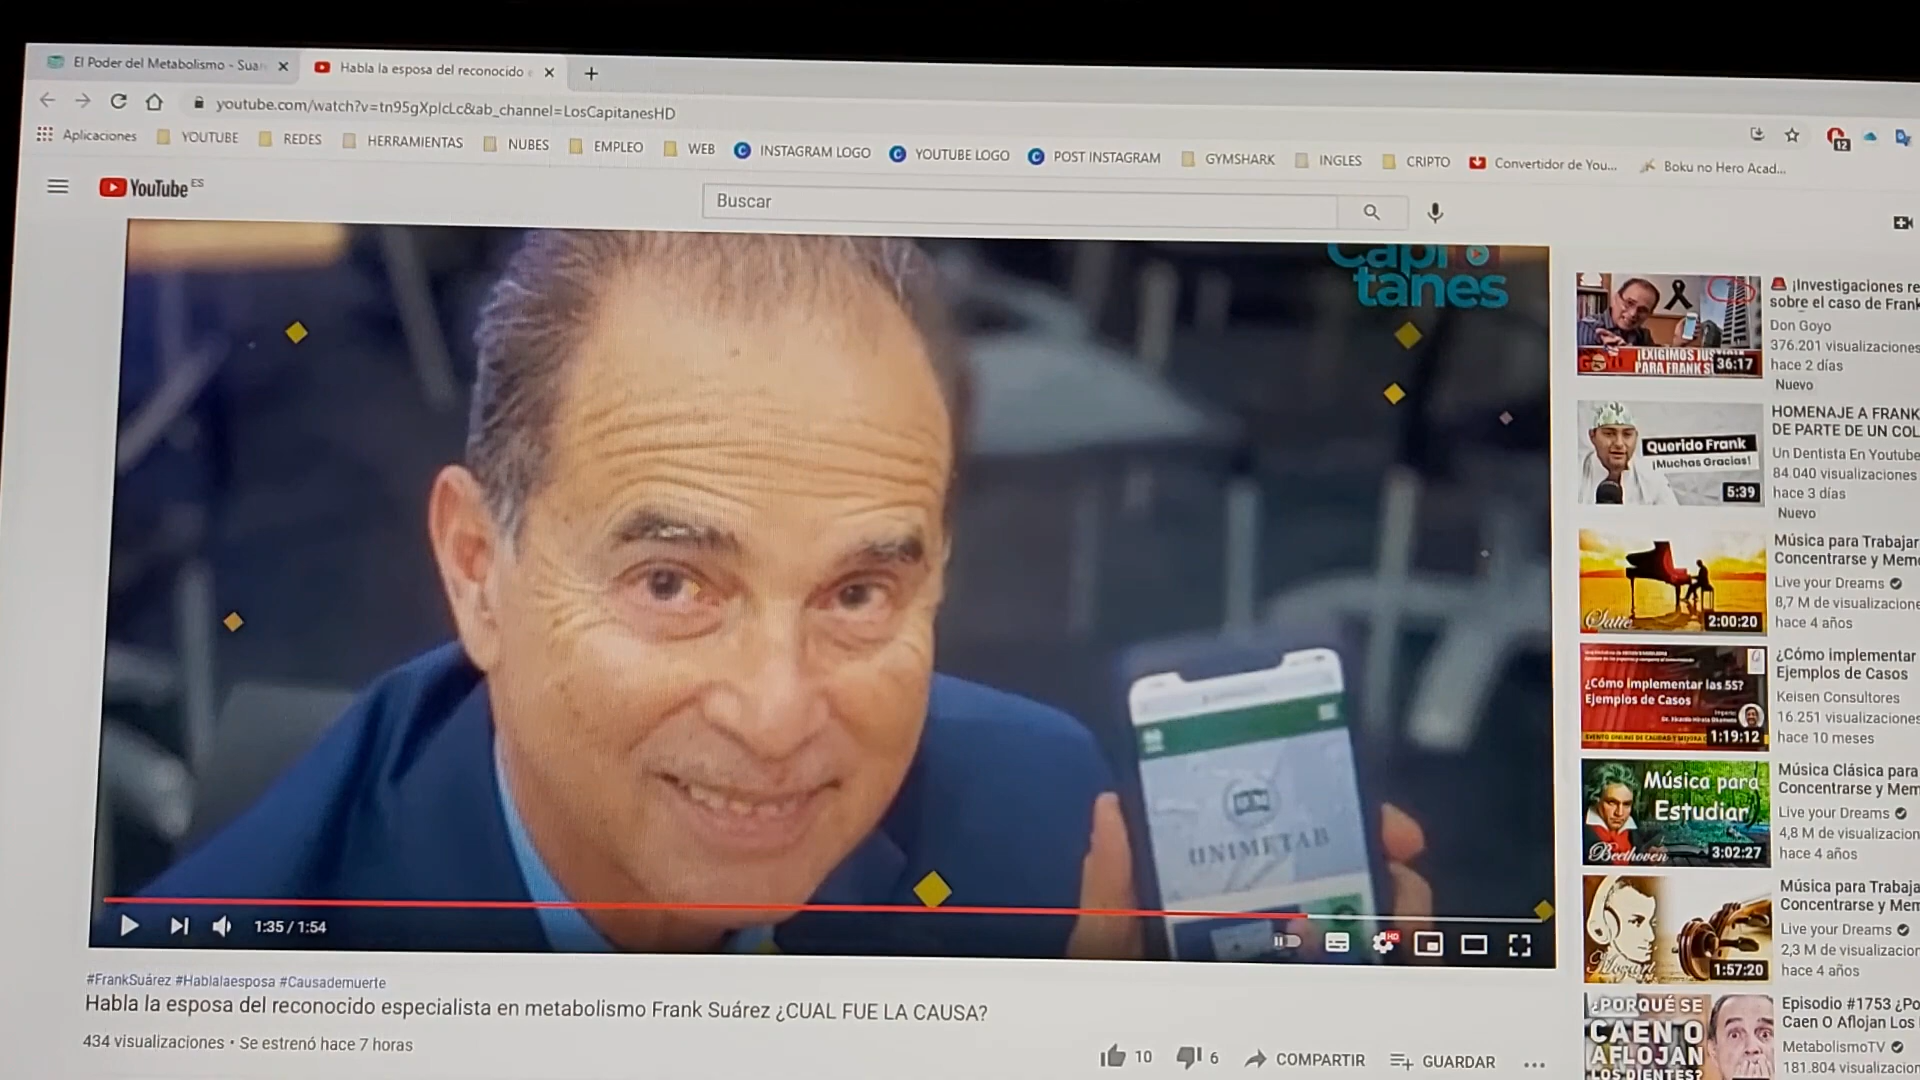 El Poder del Metabolismo - Sua
Habla la esposa del reconocido e
youtube.com/watch?v=tn95gXplcLc&ab_channel=LosCapitanesHD
Aplicaciones YOUTUBE REDES HERRAMIENTAS NUBES EMPLEO WEB INSTAGRAM LOGO YOUTUBE LOGO POST INSTAGRAM GYMSHARK INGLES CRIPTO Convertidor de You... Boku no Hero Acad...
12
YouTube ES
Buscar
Capi
tanes
UNIMETAB
1:35 / 1:54
HD
#FrankSuárez #Hablalaesposa #Causademuerte
Habla la esposa del reconocido especialista en metabolismo Frank Suárez ¿CUAL FUE LA CAUSA?
434 visualizaciones • Se estrenó hace 7 horas
10 6 COMPARTIR GUARDAR
¡EXIGIMOS JUSTICIA
PARA FRANK S
36:17
¡Investigaciones re
sobre el caso de Frank
Don Goyo
376.201 visualizaciones
hace 2 días
Nuevo
Querido Frank
¡Muchas Gracias!
5:39
HOMENAJE A FRANK
DE PARTE DE UN COL
Un Dentista En Youtube
84.040 visualizaciones
hace 3 días
Nuevo
Satie
2:00:20
Música para Trabajar
Concentrarse y Mem
Live your Dreams
8,7 M de visualizacione
hace 4 años
¿Cómo implementar las 5S?
Ejemplos de Casos
1:19:12
¿Cómo implementar
Ejemplos de Casos
Keisen Consultores
16.251 visualizaciones
hace 10 meses
Música para
Estudiar
Beethoven
3:02:27
Música Clásica para
Concentrarse y Mem
Live your Dreams
4,8 M de visualizacion
hace 4 años
Mozart
1:57:20
Música para Trabaja
Concentrarse y Mem
Live your Dreams
2,3 M de visualizacion
hace 4 años
¿PORQUÉ SE
CAEN O
AFLOJAN
LOS DIENTES?
Episodio #1753 ¿Po
Caen O Aflojan Los
MetabolismoTV
181.804 visualizacion